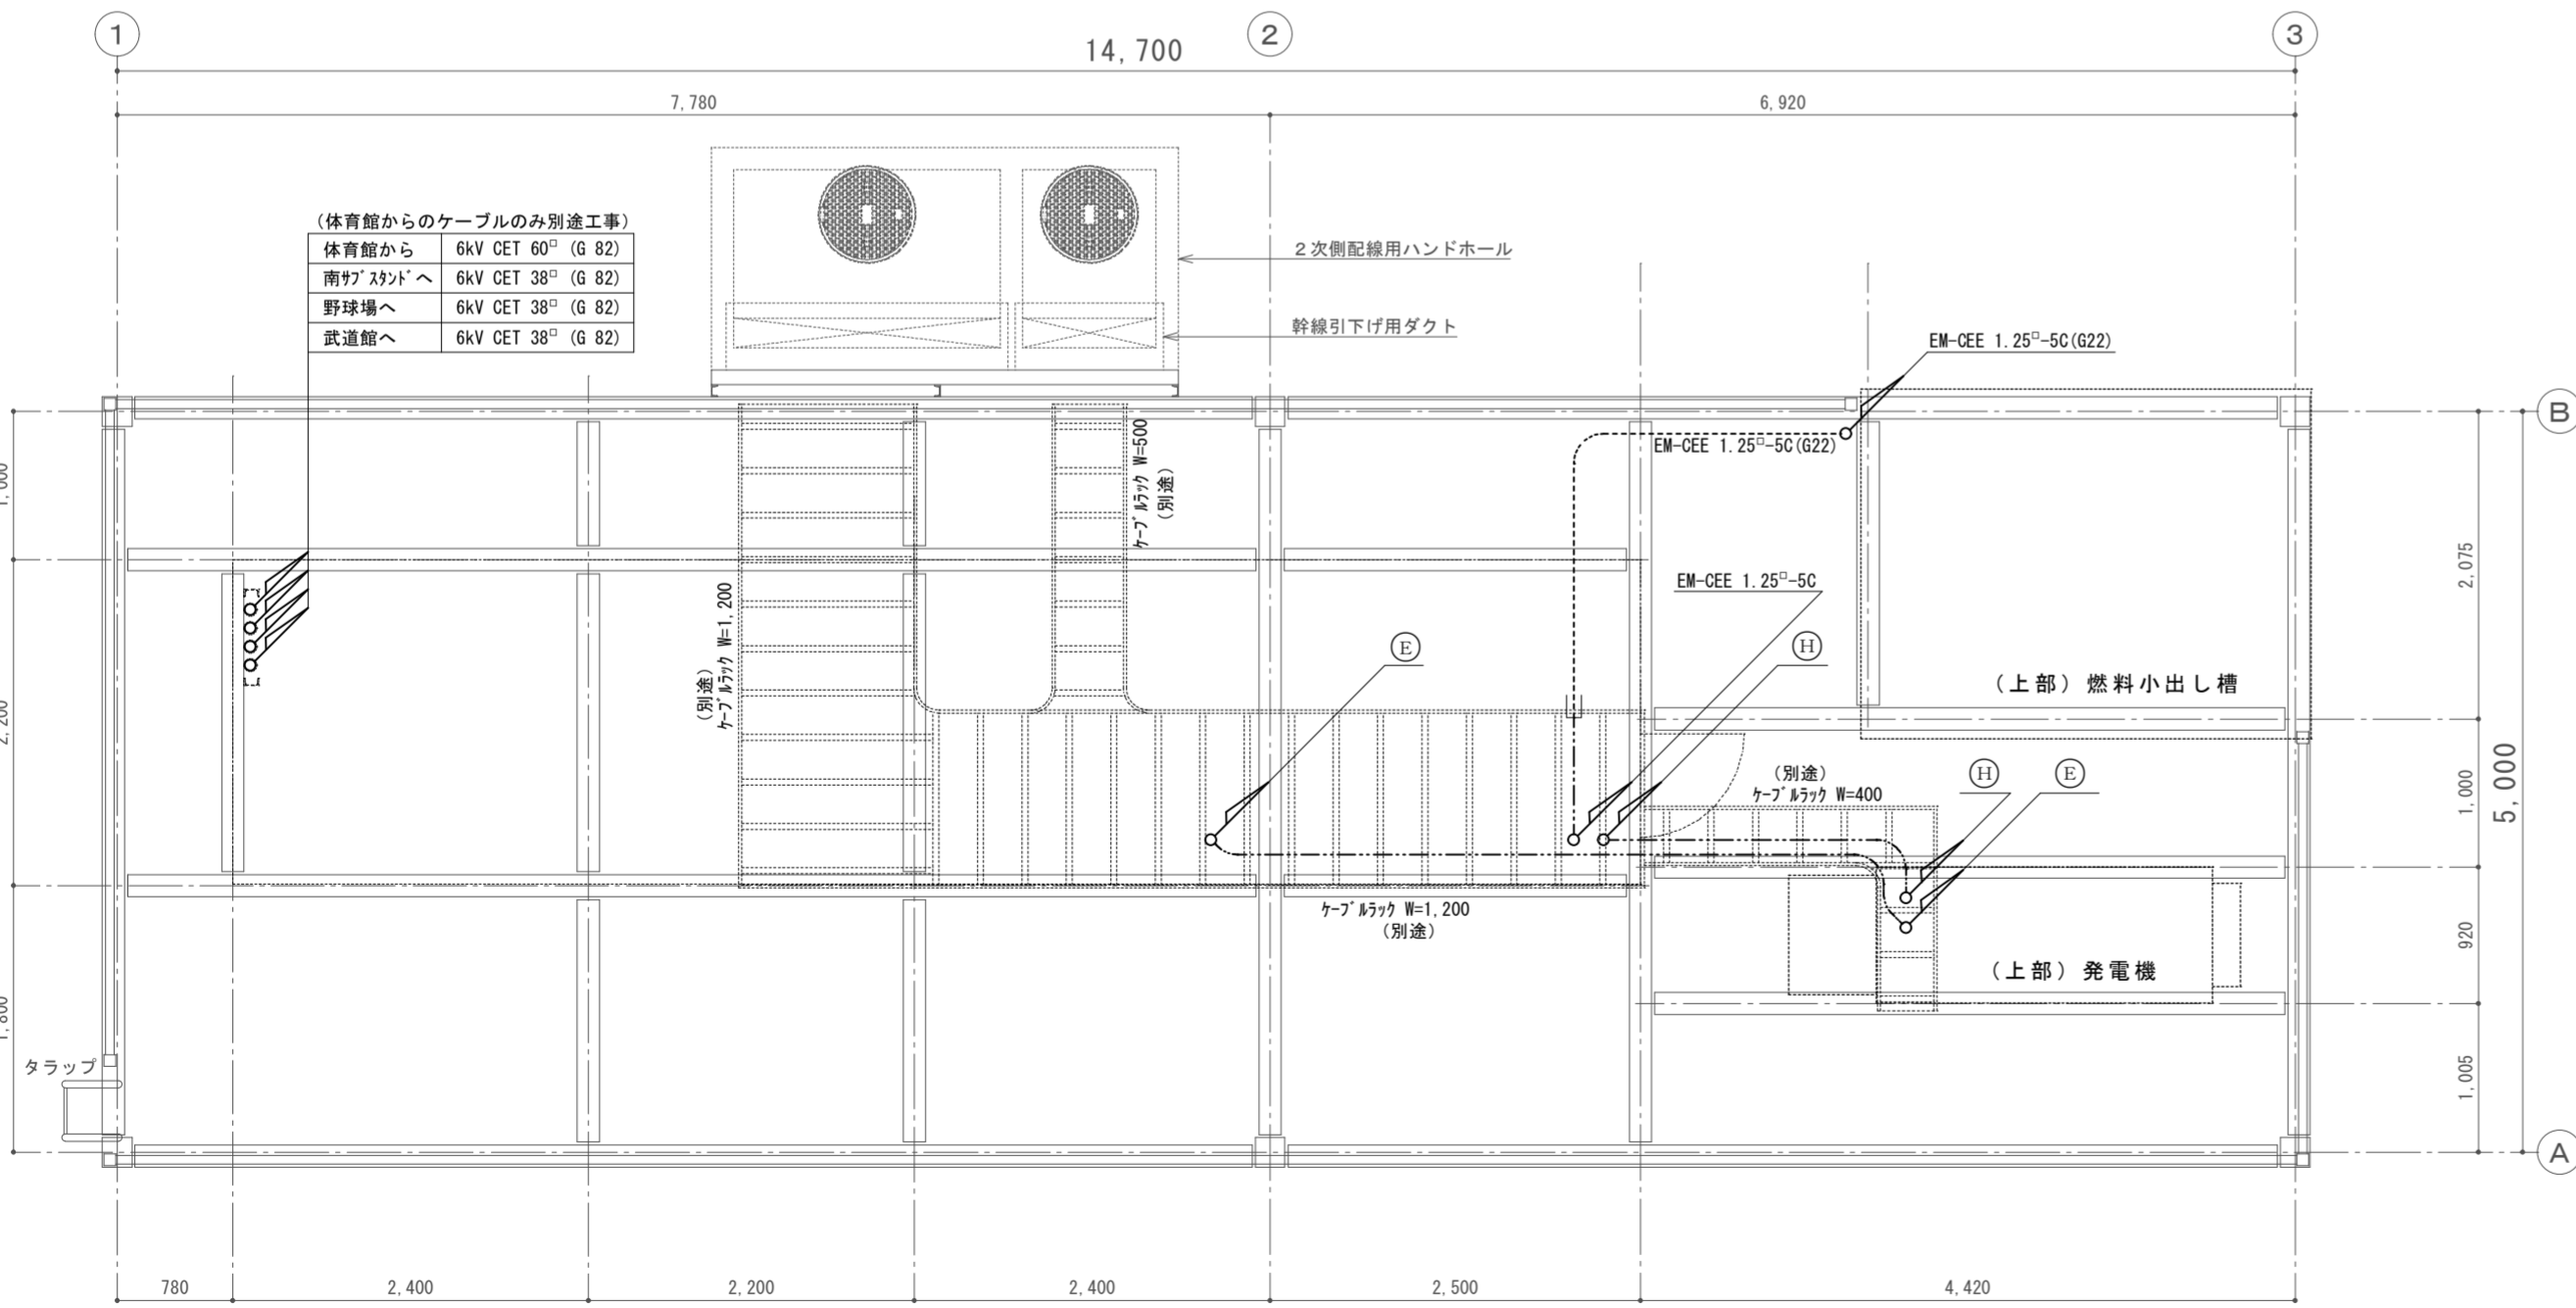 1
2
3
14,700
7,780
6,920
(体育館からのケーブルのみ別途工事)
体育館から 6kV CET 60□ (G 82)
南ｻﾌﾞｽﾀﾝﾄﾞへ 6kV CET 38□ (G 82)
野球場へ 6kV CET 38□ (G 82)
武道館へ 6kV CET 38□ (G 82)
２次側配線用ハンドホール
幹線引下げ用ダクト
EM-CEE 1.25□-5C(G22)
B
EM-CEE 1.25□-5C(G22)
ｹｰﾌﾞﾙﾗｯｸ W=500
(別途)
1,000
2,075
EM-CEE 1.25□-5C
(別途)
ｹｰﾌﾞﾙﾗｯｸ W=1,200
E
H
(上部) 燃料小出し槽
2,200
(別途)
ｹｰﾌﾞﾙﾗｯｸ W=400
H
E
1,000
5,000
ｹｰﾌﾞﾙﾗｯｸ W=1,200
(別途)
920
(上部) 発電機
1,800
タラップ
1,005
A
780
2,400
2,200
2,400
2,500
4,420